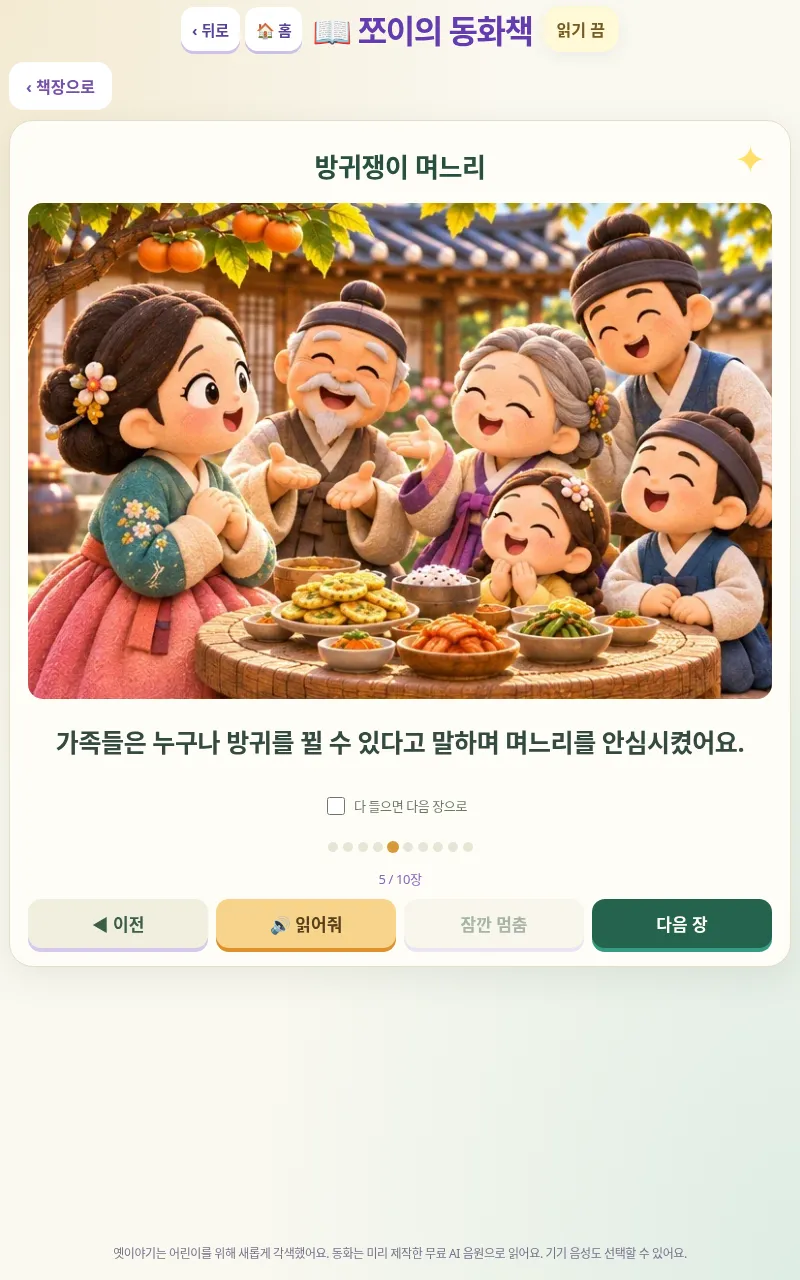 ‹ 뒤로
🏠 홈
📖 쪼이의 동화책
읽기 끔
‹ 책장으로
방귀쟁이 며느리
가족들은 누구나 방귀를 뀔 수 있다고 말하며 며느리를 안심시켰어요.
다 들으면 다음 장으로
5 / 10장
◀ 이전
🔊 읽어줘
잠깐 멈춤
다음 장
옛이야기는 어린이를 위해 새롭게 각색했어요. 동화는 미리 제작한 무료 AI 음원으로 읽어요. 기기 음성도 선택할 수 있어요.